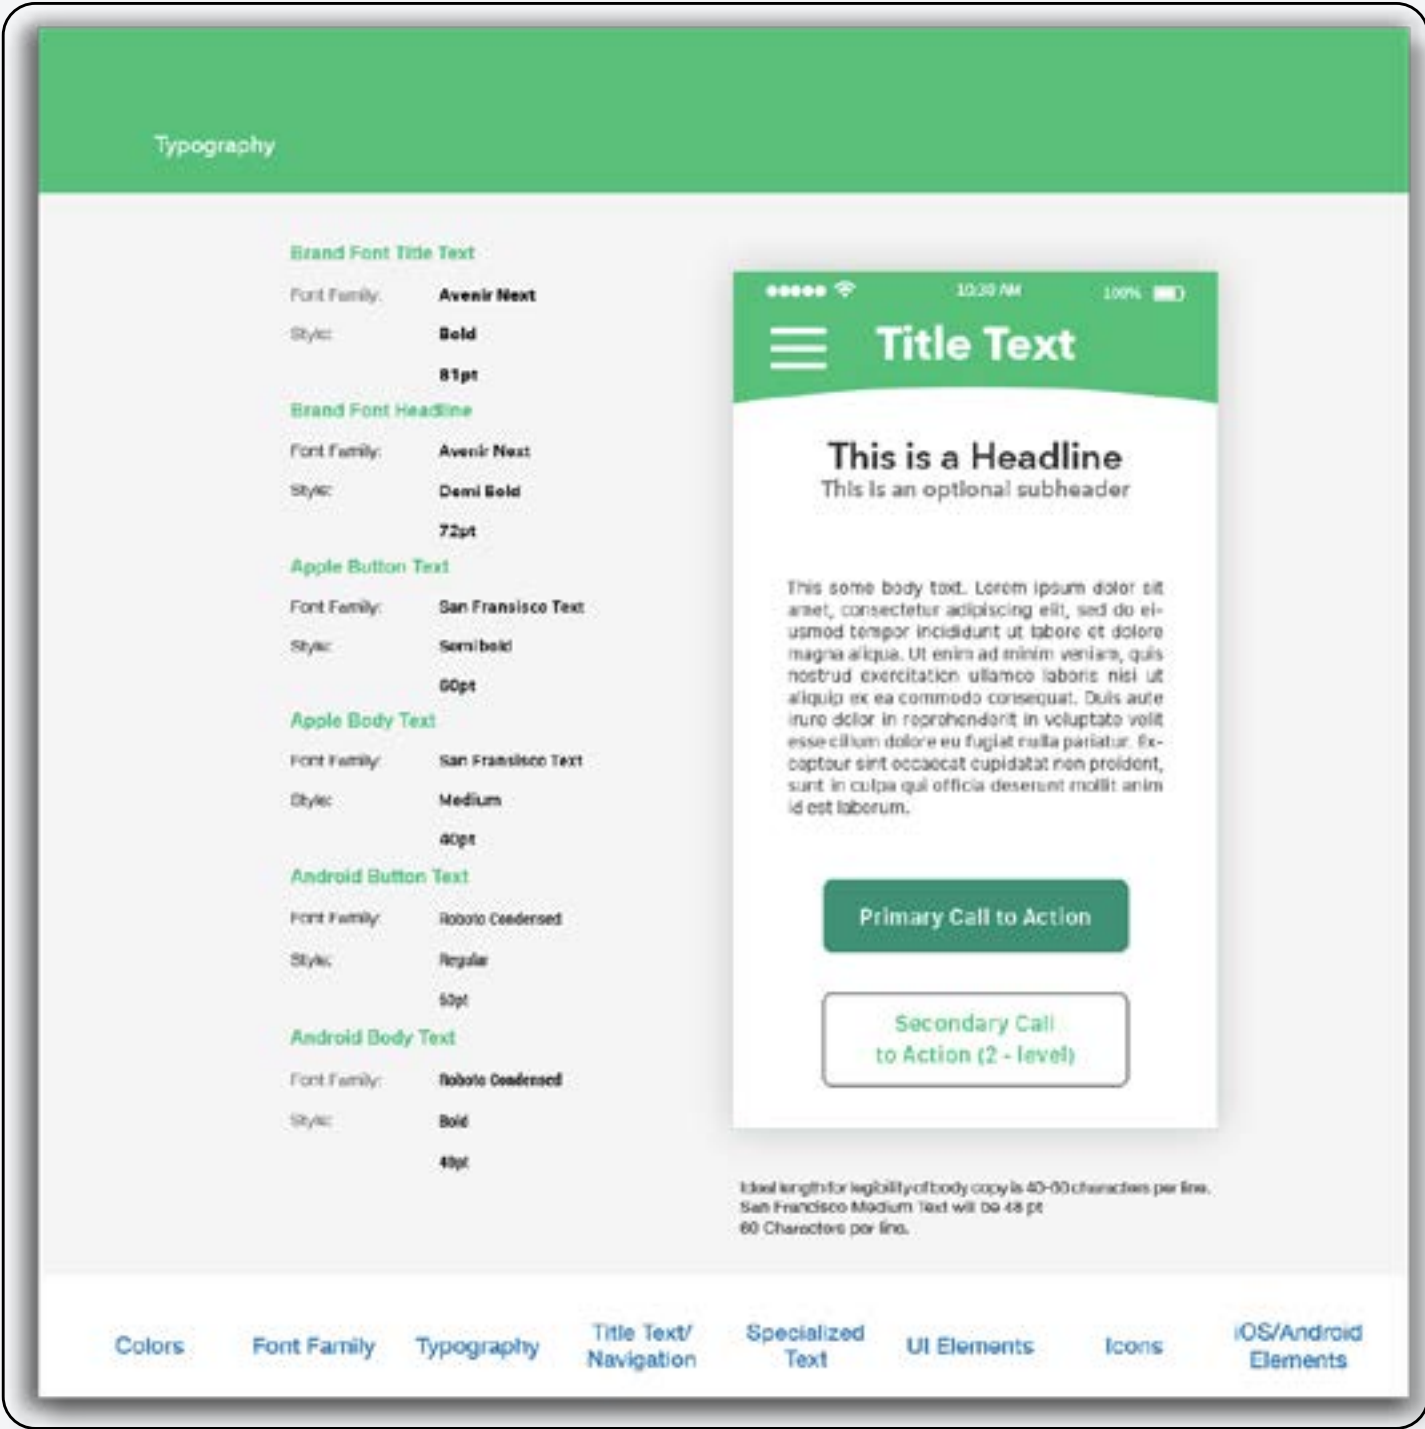 Typography
Brand Font Title Text
Font Family: Avenir Next
Style: Bold
81pt
Brand Font Headline
Font Family: Avenir Next
Style: Demi Bold
72pt
Apple Button Text
Font Family: San Fransisco Text
Style: Semibold
60pt
Apple Body Text
Font Family: San Fransisco Text
Style: Medium
40pt
Android Button Text
Font Family: Roboto Condensed
Style: Regular
Android Body Text
Font Family: Roboto Condensed
Style: Bold
10:30 AM 100%
Title Text
This is a Headline
This is an optional subheader
This some body text. Lorem ipsum dolor sit
amet, consectetur adipiscing elit, sed do ei-
usmod tempor incididunt ut labore et dolore
magna aliqua. Ut enim ad minim veniam, quis
nostrud exercitation ullamco laboris nisi ut
aliquip ex ea commodo consequat. Duis aute
irure dolor in reprehenderit in voluptate velit
esse cillum dolore eu fugiat nulla pariatur. Ex-
cepteur sint occaecat cupidatat non proident,
sunt in culpa qui officia deserunt mollit anim
id est laborum.
Primary Call to Action
Secondary Call
to Action (2 - level)
Ideal length for legibility of body copy is 40-60 characters per line.
San Francisco Medium Text will be 48 pt
60 Characters per line.
Colors
Font Family
Typography
Title Text/
Navigation
Specialized
Text
UI Elements
Icons
iOS/Android
Elements